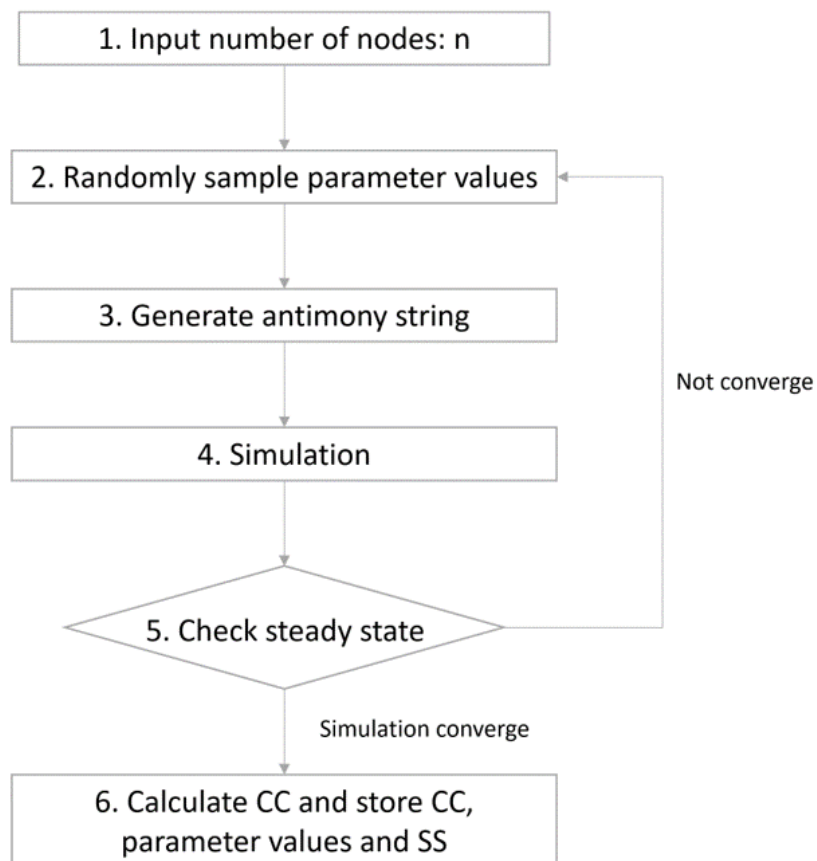 1. Input number of nodes: n
2. Randomly sample parameter values
3. Generate antimony string
Not converge
4. Simulation
5. Check steady state
Simulation converge
6. Calculate CC and store CC,
parameter values and SS